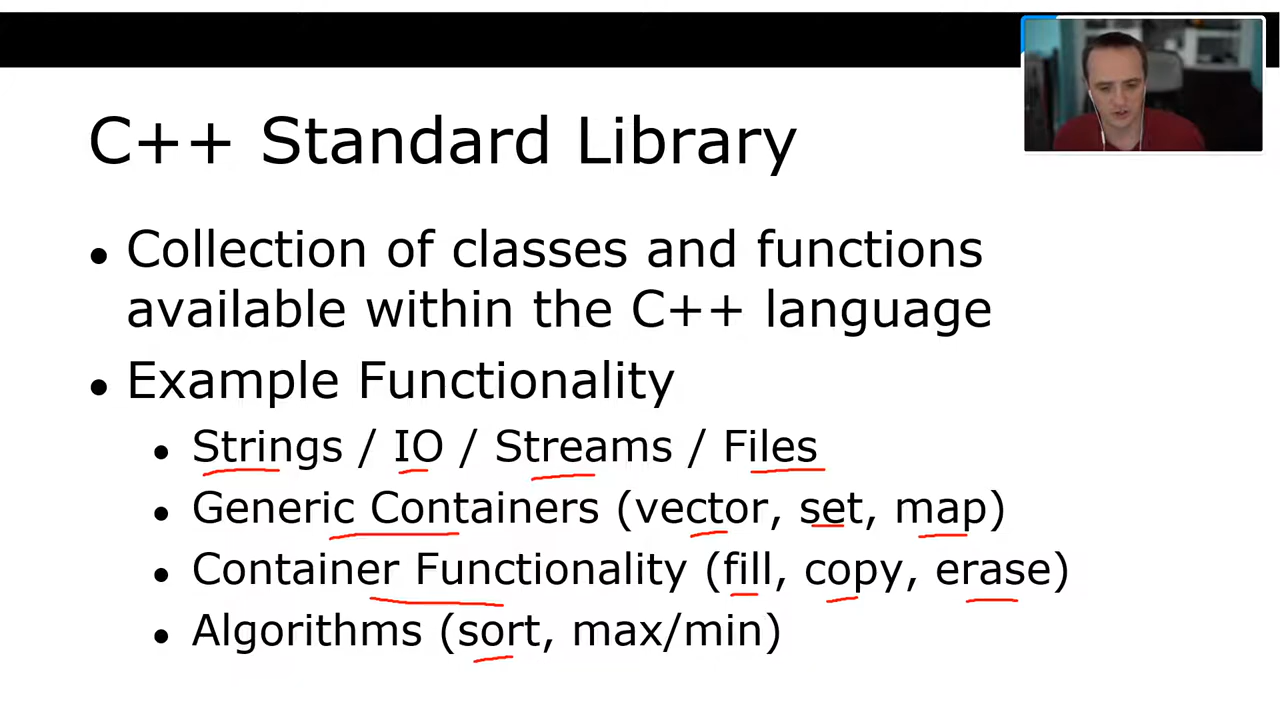 C++ Standard Library
• Collection of classes and functions
available within the C++ language
• Example Functionality
• Strings / IO / Streams / Files
• Generic Containers (vector, set, map)
• Container Functionality (fill, copy, erase)
• Algorithms (sort, max/min)